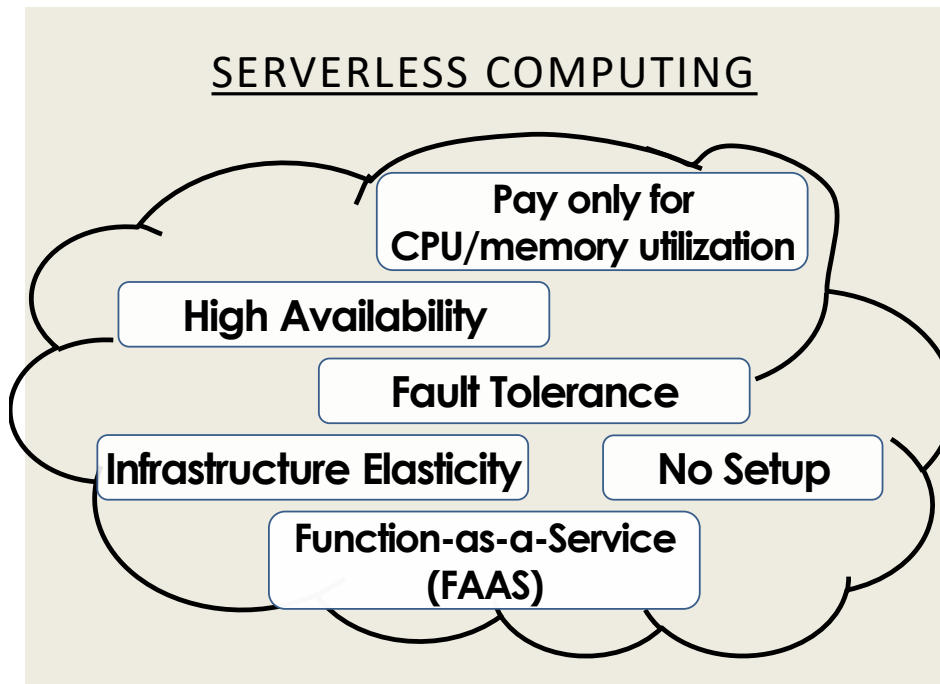 SERVERLESS COMPUTING
Pay only for
CPU/memory utilization
High Availability
Fault Tolerance
Infrastructure Elasticity
No Setup
Function-as-a-Service
(FAAS)